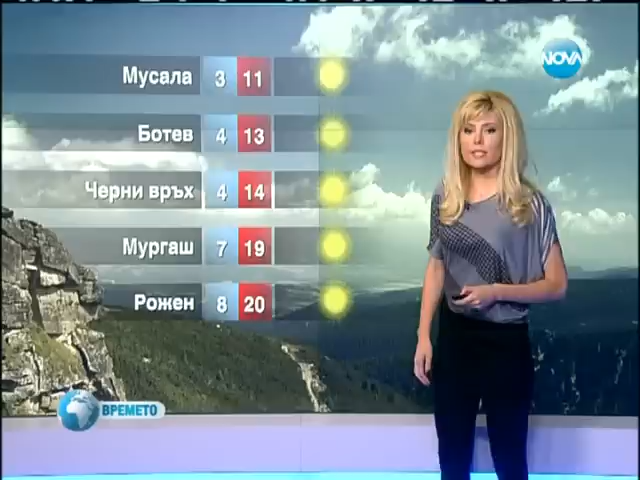 NOVA
Мусала 3 11
Ботев 4 13
Черни връх 4 14
Мургаш 7 19
Рожен 8 20
ВРЕМЕТО